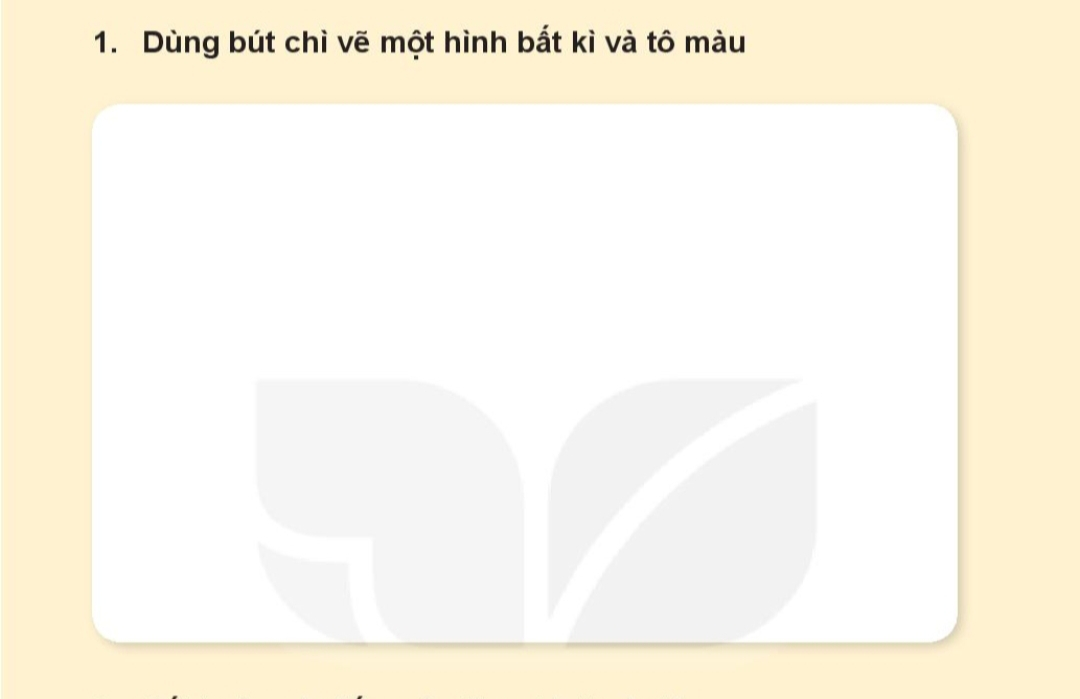 1. Dùng bút chì vẽ một hình bất kì và tô màu